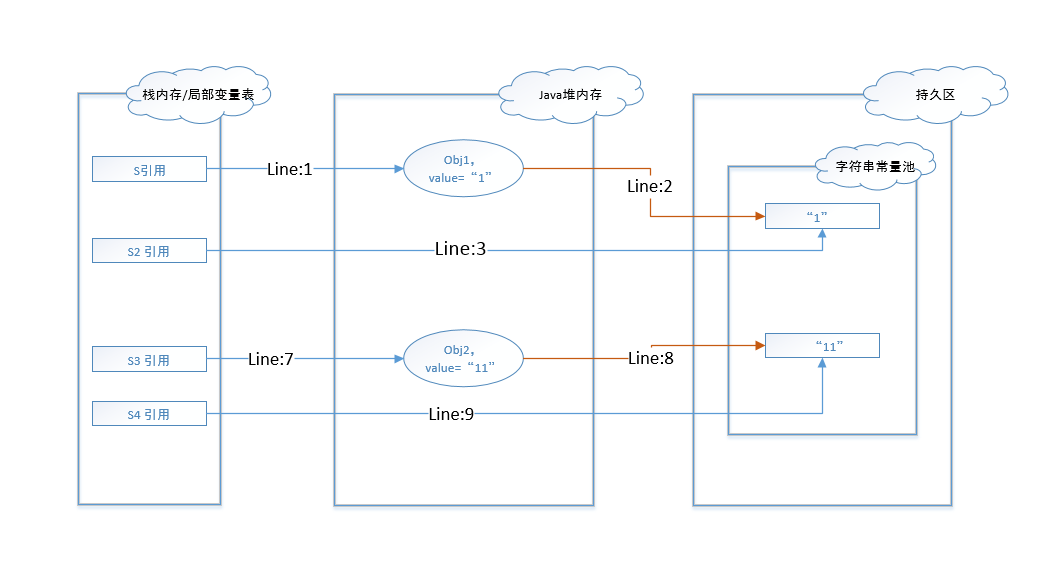 栈内存/局部变量表
Java堆内存
持久区
字符串常量池
S引用
Line:1
Obj1，
value=“1”
Line:2
“1”
S2 引用
Line:3
S3 引用
Line:7
Obj2，
value=“11”
Line:8
“11”
S4 引用
Line:9